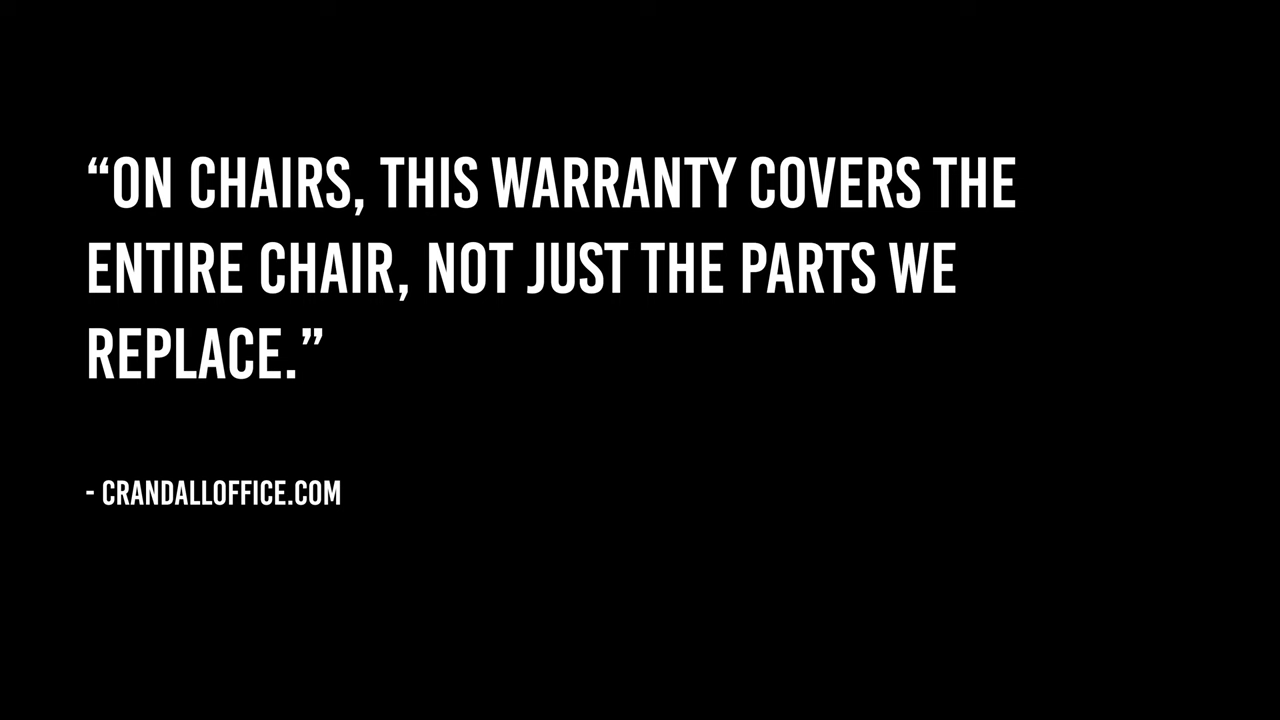 “ON CHAIRS, THIS WARRANTY COVERS THE
ENTIRE CHAIR, NOT JUST THE PARTS WE
REPLACE.”
- CRANDALLOFFICE.COM